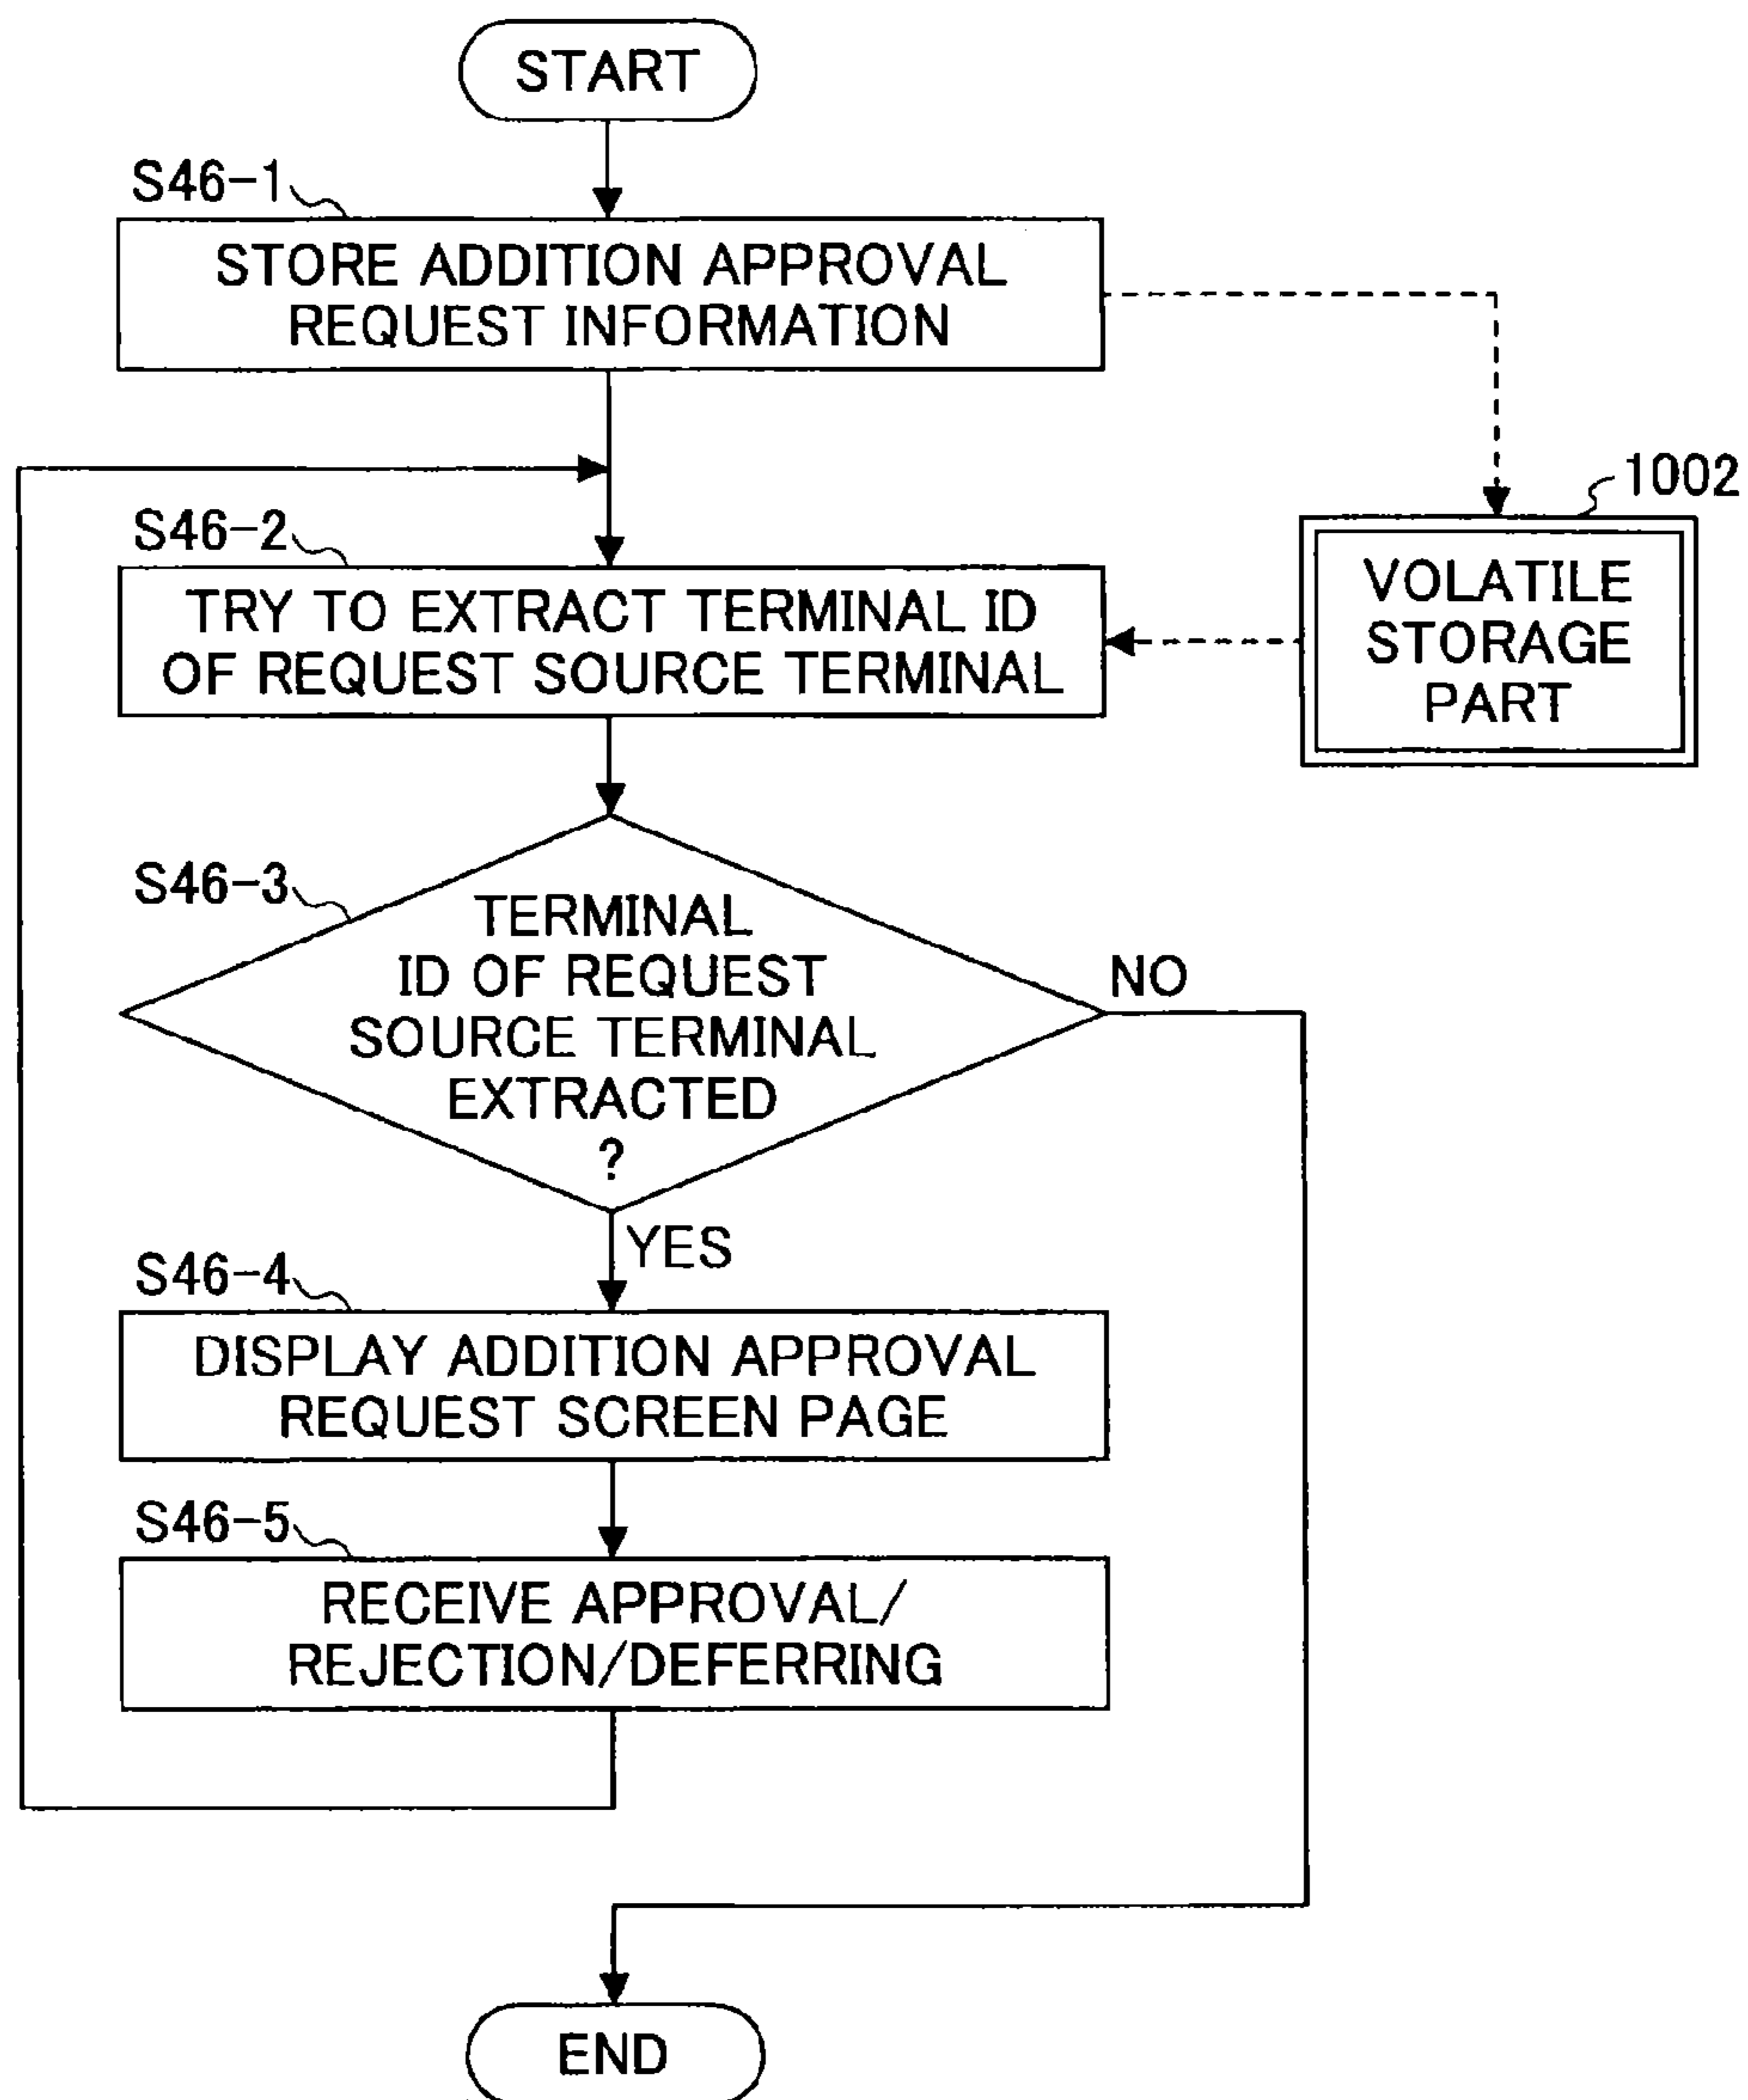 START
S46-1
STORE ADDITION APPROVAL
REQUEST INFORMATION
1002
VOLATILE
STORAGE
PART
S46-2
TRY TO EXTRACT TERMINAL ID
OF REQUEST SOURCE TERMINAL
S46-3
TERMINAL
ID OF REQUEST
SOURCE TERMINAL
EXTRACTED
?
NO
YES
S46-4
DISPLAY ADDITION APPROVAL
REQUEST SCREEN PAGE
S46-5
RECEIVE APPROVAL/
REJECTION/DEFERRING
END